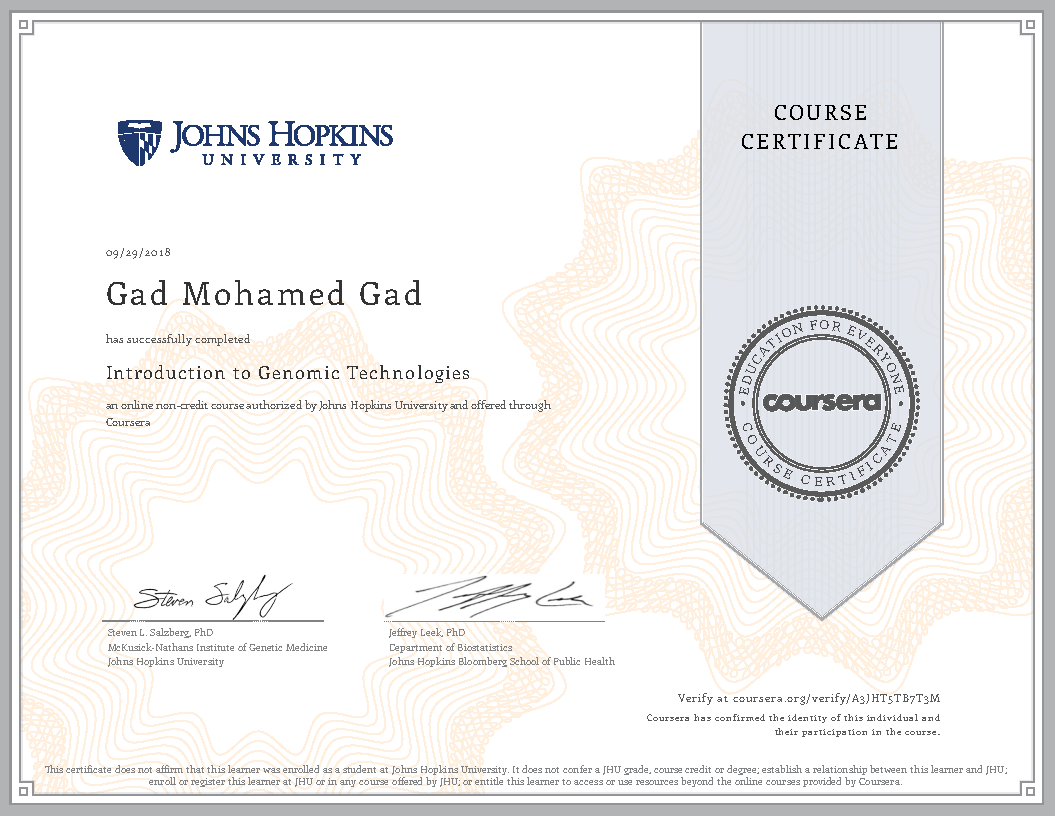 JOHNS HOPKINS
UNIVERSITY
COURSE
CERTIFICATE
09/29/2018
Gad Mohamed Gad
has successfully completed
Introduction to Genomic Technologies
an online non-credit course authorized by Johns Hopkins University and offered through
Coursera
EDUCATION FOR EVERYONE
coursera
COURSE CERTIFICATE
Steven Salzberg
Steven L. Salzberg, PhD
McKusick-Nathans Institute of Genetic Medicine
Johns Hopkins University
Jeffrey Leek, PhD
Department of Biostatistics
Johns Hopkins Bloomberg School of Public Health
Verify at coursera.org/verify/A3JHT5TB7T3M
Coursera has confirmed the identity of this individual and
their participation in the course.
This certificate does not affirm that this learner was enrolled as a student at Johns Hopkins University. It does not confer a JHU grade, course credit or degree; establish a relationship between this learner and JHU;
enroll or register this learner at JHU or in any course offered by JHU; or entitle this learner to access or use resources beyond the online courses provided by Coursera.